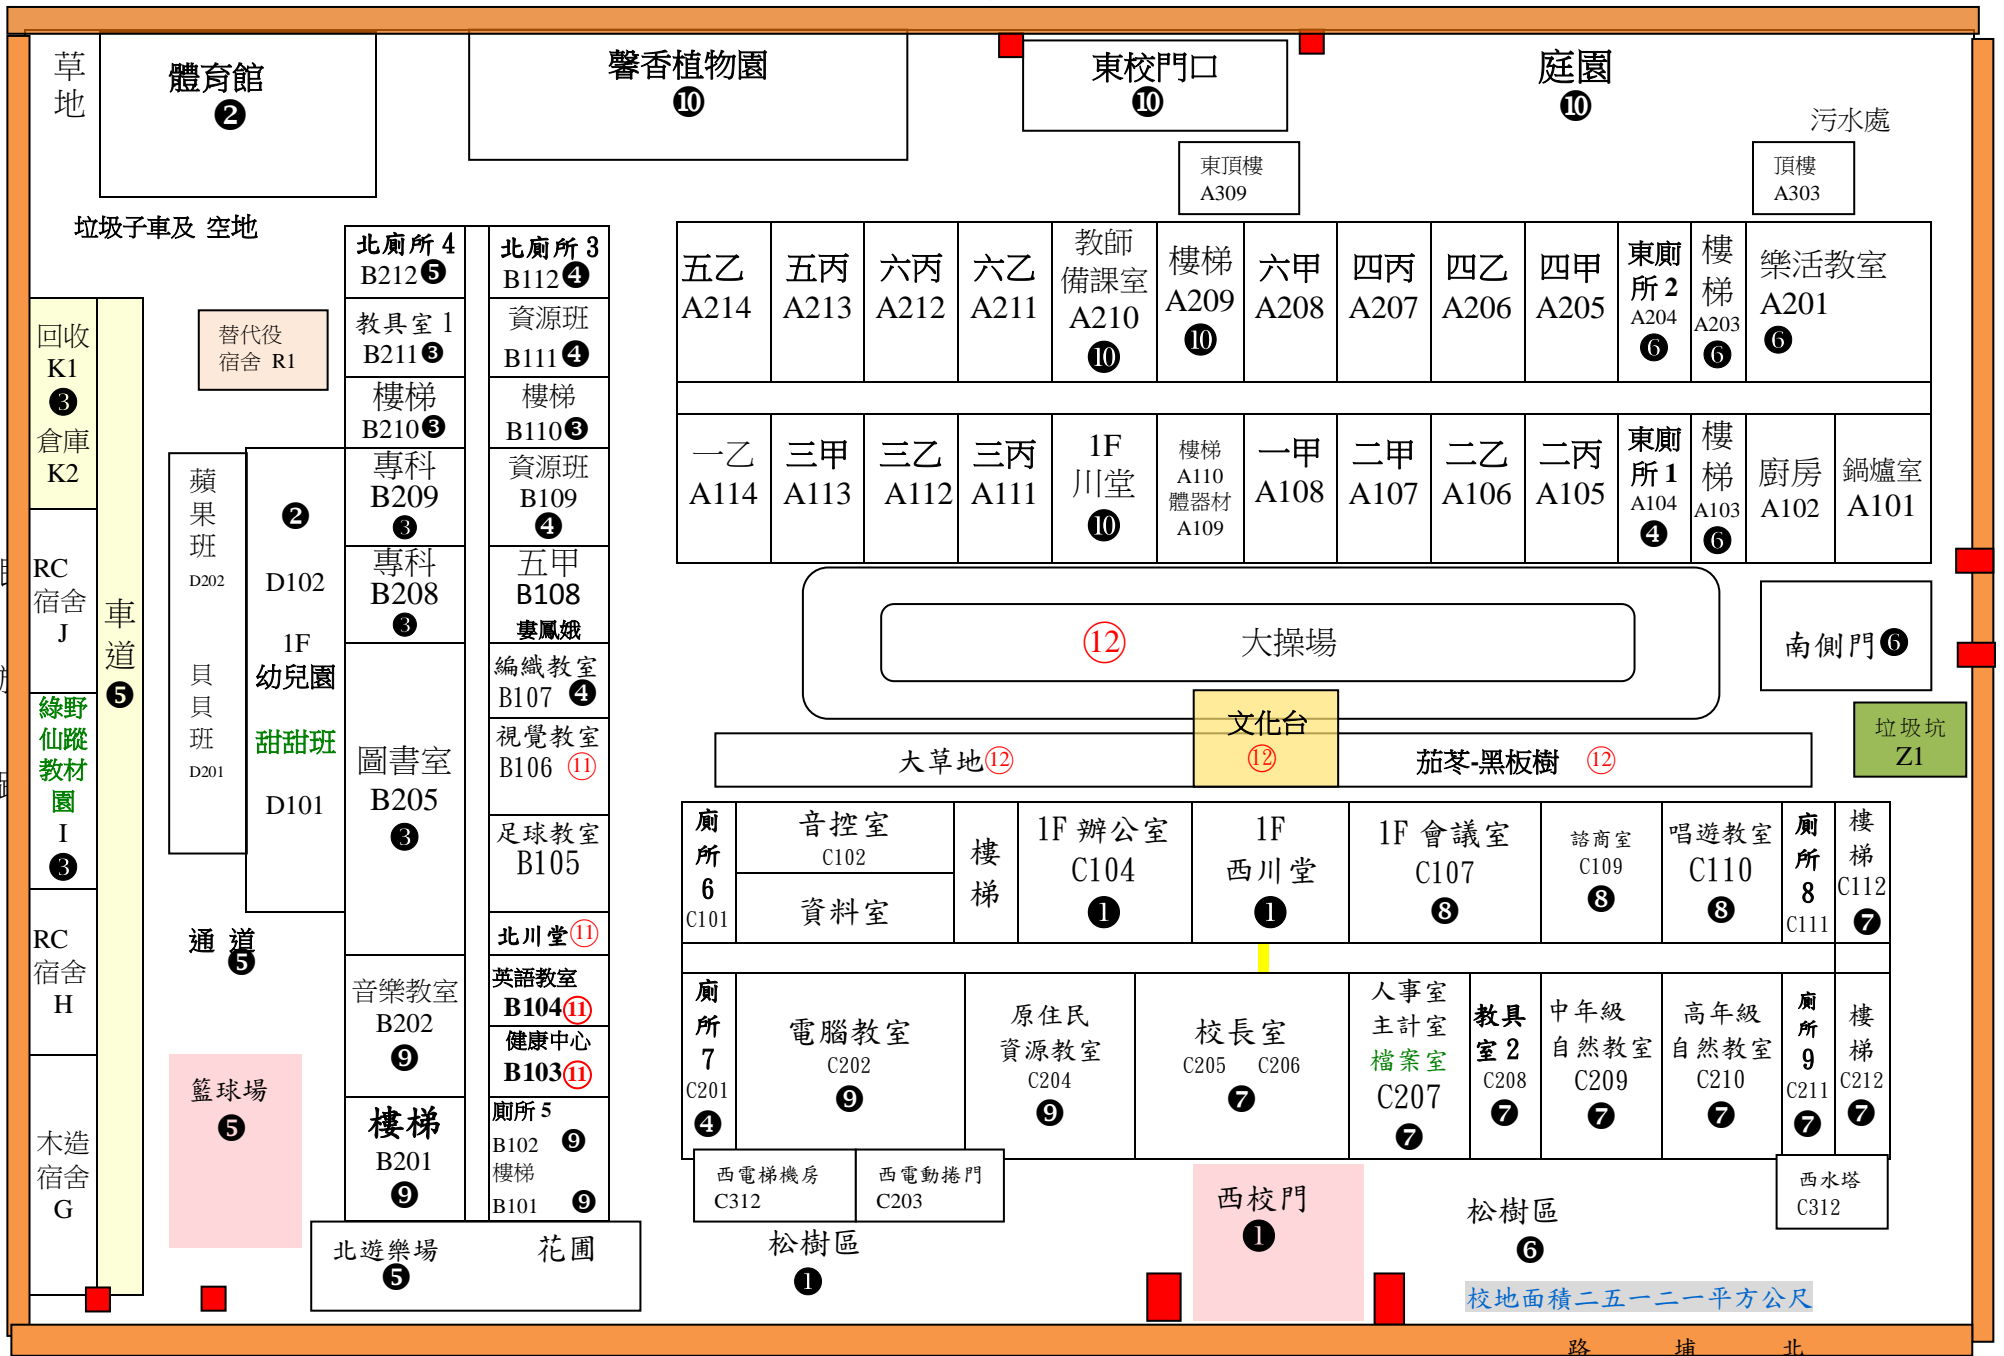 草
地
體育館
❷
馨香植物園
❿
東校門口
❿
庭園
❿
污水處
東頂樓
A309
頂樓
A303
垃圾子車及 空地
北廁所 4
B212❺
北廁所 3
B112❹
五乙
A214
五丙
A213
六丙
A212
六乙
A211
教師
備課室
A210
❿
樓梯
A209
❿
六甲
A208
四丙
A207
四乙
A206
四甲
A205
東廁
所 2
A204
❻
樓
梯
A203
❻
樂活教室
A201
❻
回收
K1
❸
倉庫
K2
替代役
宿舍 R1
教具室 1
B211❸
資源班
B111❹
樓梯
B210❸
樓梯
B110❸
一乙
A114
三甲
A113
三乙
A112
三丙
A111
1F
川堂
❿
樓梯
A110
體器材
A109
一甲
A108
二甲
A107
二乙
A106
二丙
A105
東廁
所 1
A104
❹
樓
梯
A103
❻
廚房
A102
鍋爐室
A101
蘋
果
班
D202
貝
貝
班
D201
❷
D102
1F
幼兒園
甜甜班
D101
專科
B209
❸
資源班
B109
❹
專科
B208
❸
五甲
B108
婁鳳娥
RC
宿舍
J
車
道
❺
綠野
仙蹤
教材
園
I
❸
圖書室
B205
❸
編織教室
B107 ❹
視覺教室
B106 ⑪
足球教室
B105
⑫ 大操場
南側門❻
文化台
⑫
大草地⑫
茄苳-黑板樹 ⑫
垃圾坑
Z1
廁
所
6
C101
音控室
C102
資料室
樓
梯
1F 辦公室
C104
❶
1F
西川堂
❶
1F 會議室
C107
❽
諮商室
C109
❽
唱遊教室
C110
❽
廁
所
8
C111
樓
梯
C112
❼
RC
宿舍
H
通 道
❺
北川堂⑪
音樂教室
B202
❾
英語教室
B104⑪
健康中心
B103⑪
廁
所
7
C201
❹
電腦教室
C202
❾
原住民
資源教室
C204
❾
校長室
C205 C206
❼
人事室
主計室
檔案室
C207
❼
教具
室 2
C208
❼
中年級
自然教室
C209
❼
高年級
自然教室
C210
❼
廁
所
9
C211
❼
樓
梯
C212
❼
木造
宿舍
G
籃球場
❺
樓梯
B201
❾
廁所 5
B102 ❾
樓梯
B101 ❾
西電梯機房
C312
西電動捲門
C203
西校門
❶
西水塔
C312
北遊樂場
❺
花圃
松樹區
❶
松樹區
❻
校地面積二五一二一平方公尺
路 埔 北